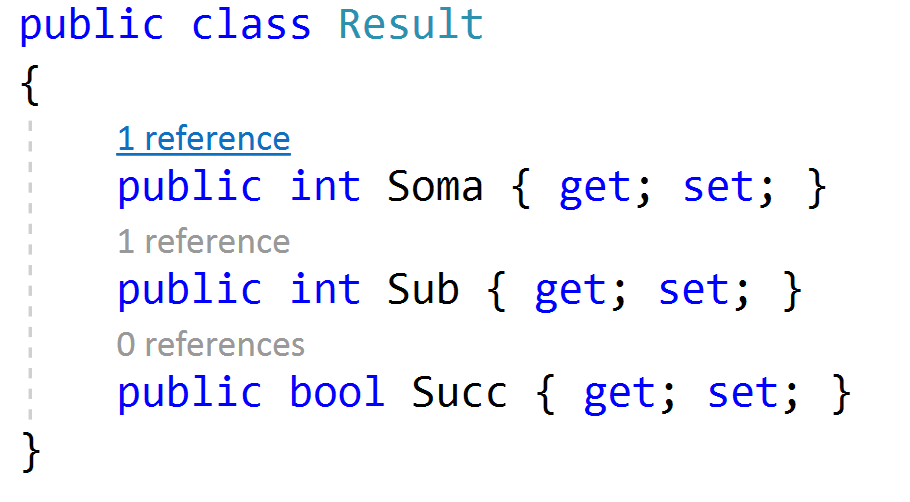 public class Result
{
1 reference
public int Soma { get; set; }
1 reference
public int Sub { get; set; }
0 references
public bool Succ { get; set; }
}